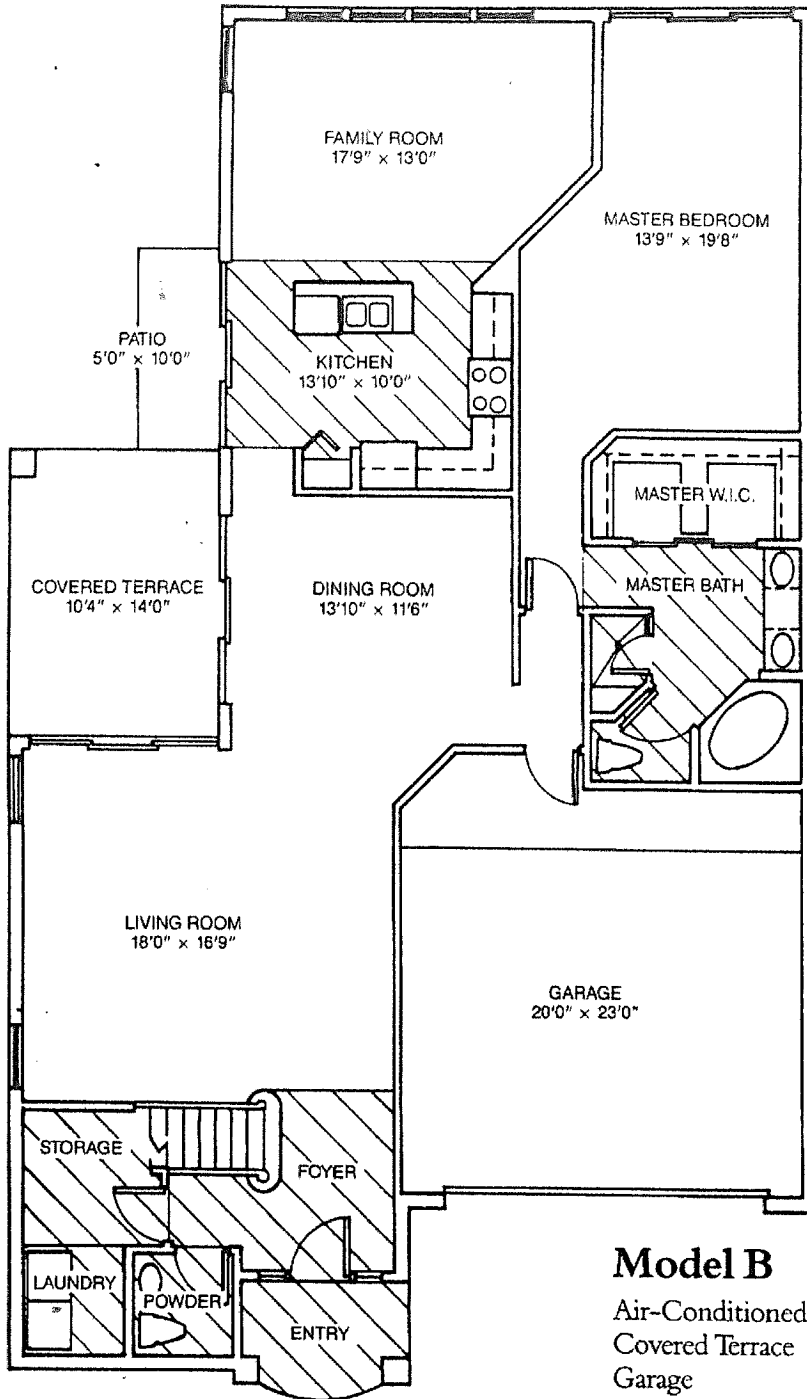 FAMILY ROOM
17'9" × 13'0"
MASTER BEDROOM
13'9" × 19'8"
PATIO
5'0" × 10'0"
KITCHEN
13'10" × 10'0"
MASTER W.I.C.
COVERED TERRACE
10'4" × 14'0"
DINING ROOM
13'10" × 11'6"
MASTER BATH
LIVING ROOM
18'0" × 16'9"
GARAGE
20'0" × 23'0"
STORAGE
FOYER
LAUNDRY
POWDER
ENTRY
Model B
Air-Conditioned
Covered Terrace
Garage